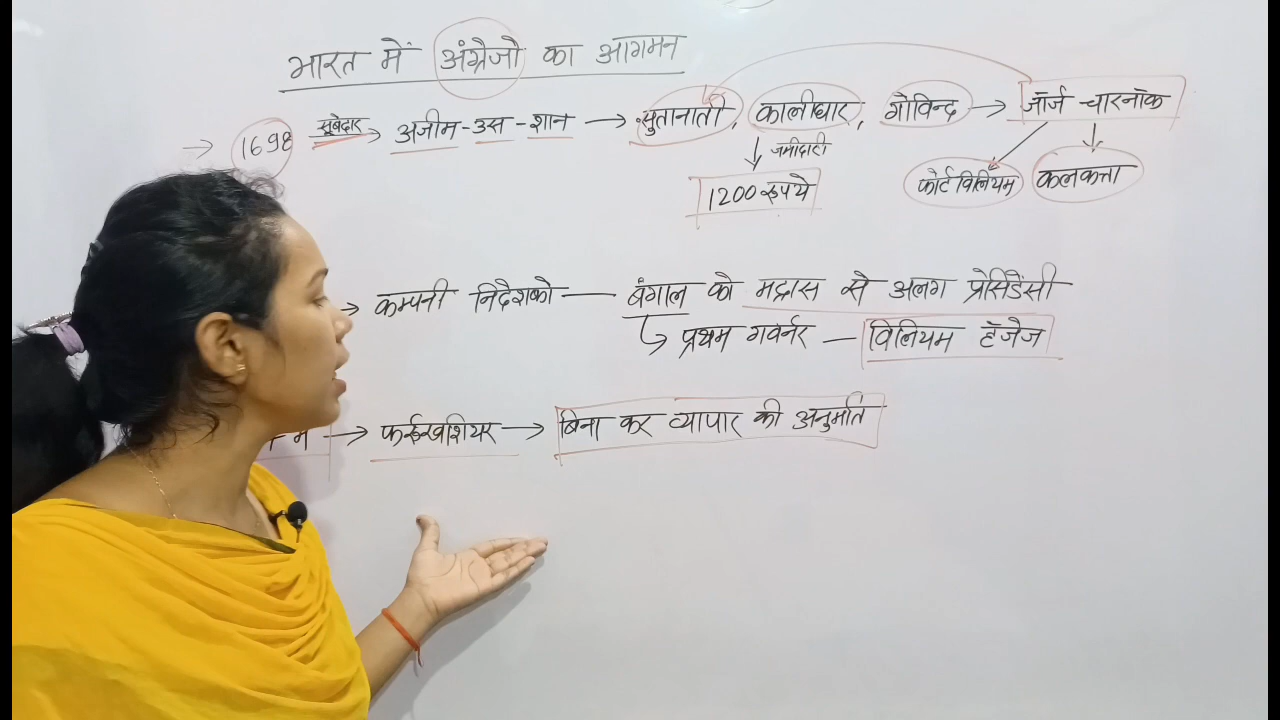 भारत में अंग्रेजो का आगमन
→ 1698 सूबेदार → अजीम-उस-शान → सुतानाती, कालीघार, गोविन्द → जॉर्ज चारनॉक
↓ जमीदारी
1200 रुपये
फोर्ट विलियम कलकत्ता
→ कम्पनी निदेशको — बंगाल को मद्रास से अलग प्रेसिडेंसी
↳ प्रथम गवर्नर — विलियम हैजेज
में → फर्रुखशियर → बिना कर व्यापार की अनुमति